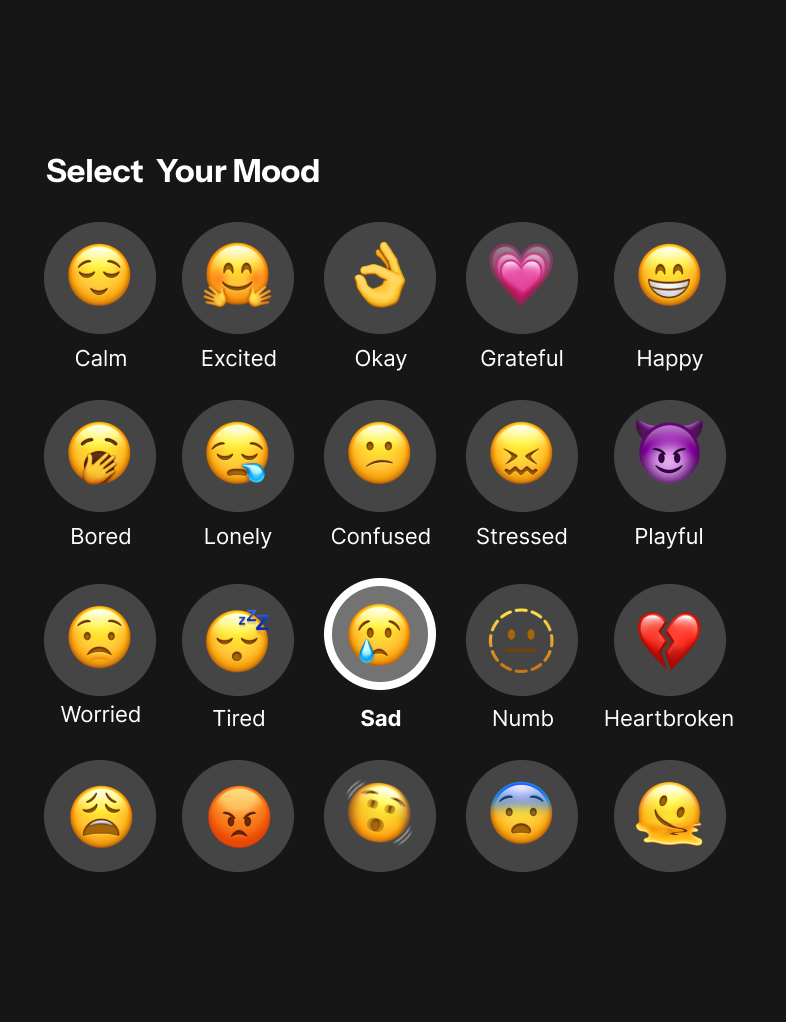 Select Your Mood
Calm Excited Okay Grateful Happy
Bored Lonely Confused Stressed Playful
Worried Tired Sad Numb Heartbroken